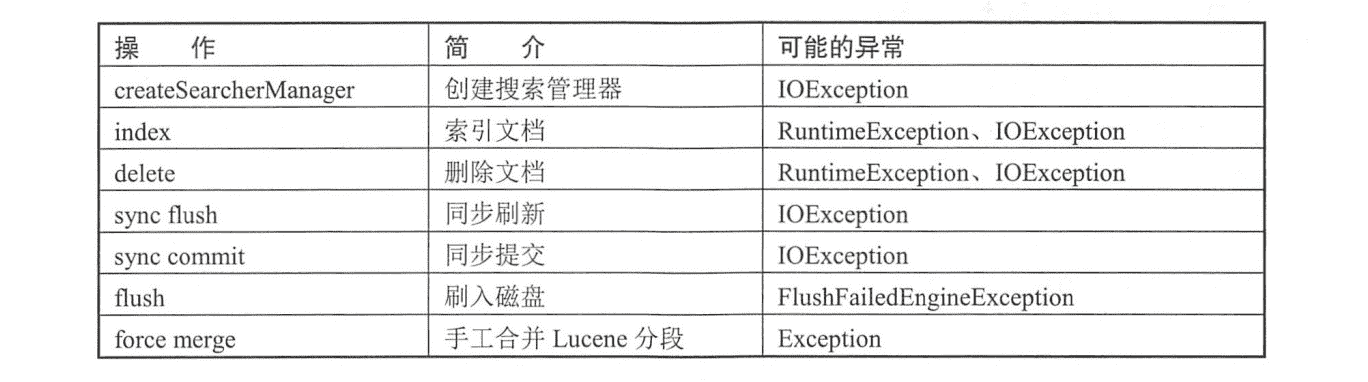 操 作 简 介 可能的异常
createSearcherManager 创建搜索管理器 IOException
index 索引文档 RuntimeException、IOException
delete 删除文档 RuntimeException、IOException
sync flush 同步刷新 IOException
sync commit 同步提交 IOException
flush 刷入磁盘 FlushFailedEngineException
force merge 手工合并 Lucene 分段 Exception